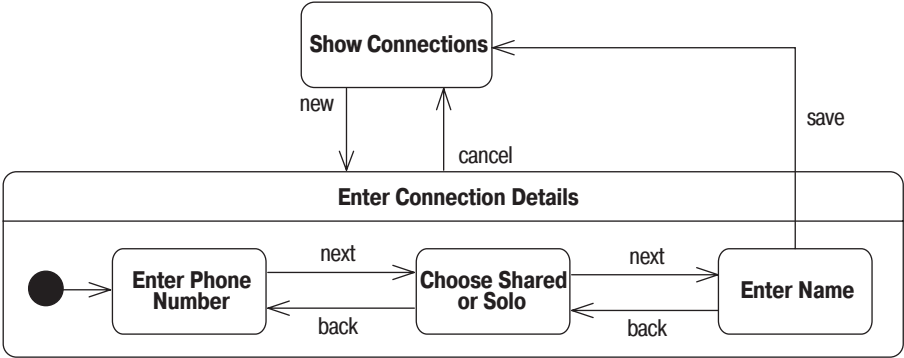 Show Connections
new
save
cancel
Enter Connection Details
next
next
Enter Phone
Number
Choose Shared
or Solo
Enter Name
back
back